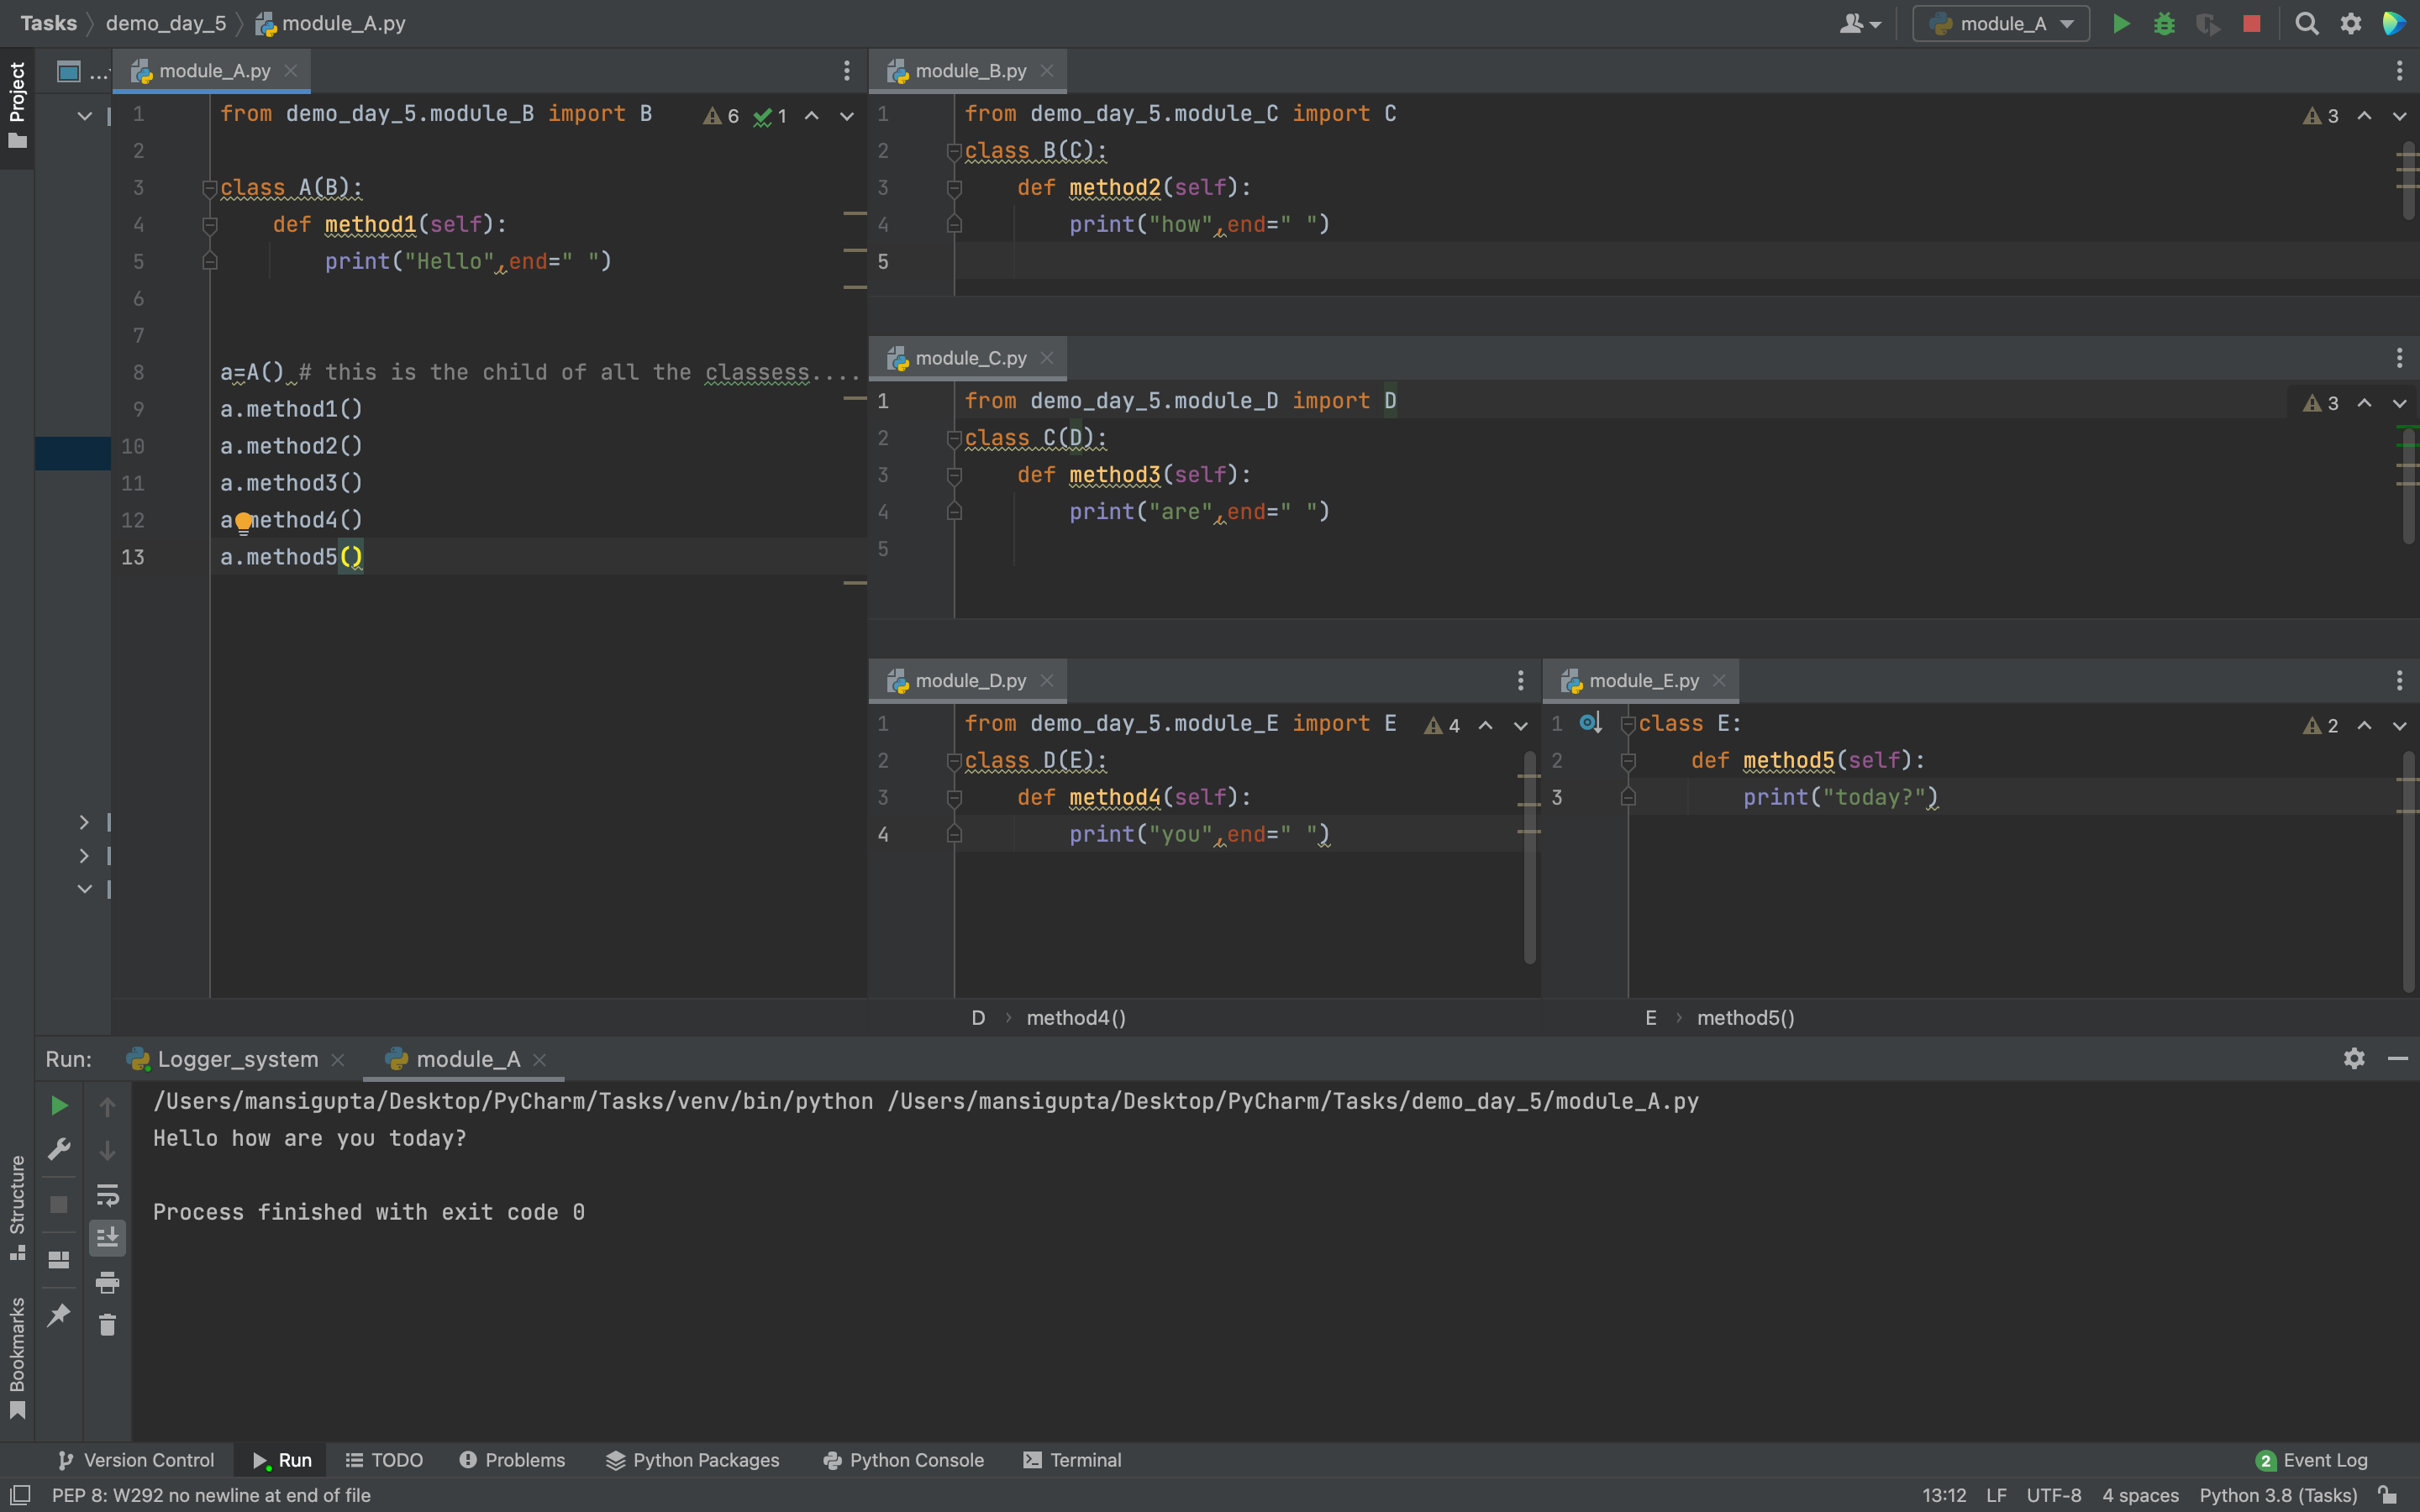 Tasks demo_day_5 module_A.py
module_A
Project
...
module_A.py
1 from demo_day_5.module_B import B
6 1
2
3 class A(B):
4     def method1(self):
5         print("Hello",end=" ")
6
7
8 a=A() # this is the child of all the classess....
9 a.method1()
10 a.method2()
11 a.method3()
12 a.method4()
13 a.method5()
module_B.py
1 from demo_day_5.module_C import C
3
2 class B(C):
3     def method2(self):
4         print("how",end=" ")
5
module_C.py
1 from demo_day_5.module_D import D
3
2 class C(D):
3     def method3(self):
4         print("are",end=" ")
5
module_D.py
1 from demo_day_5.module_E import E
4
2 class D(E):
3     def method4(self):
4         print("you",end=" ")
D method4()
module_E.py
1 class E:
2
2     def method5(self):
3         print("today?")
E method5()
Run: Logger_system module_A
/Users/mansigupta/Desktop/PyCharm/Tasks/venv/bin/python /Users/mansigupta/Desktop/PyCharm/Tasks/demo_day_5/module_A.py
Hello how are you today?
Process finished with exit code 0
Structure
Bookmarks
Version Control Run TODO Problems Python Packages Python Console Terminal 2 Event Log
PEP 8: W292 no newline at end of file 13:12 LF UTF-8 4 spaces Python 3.8 (Tasks)